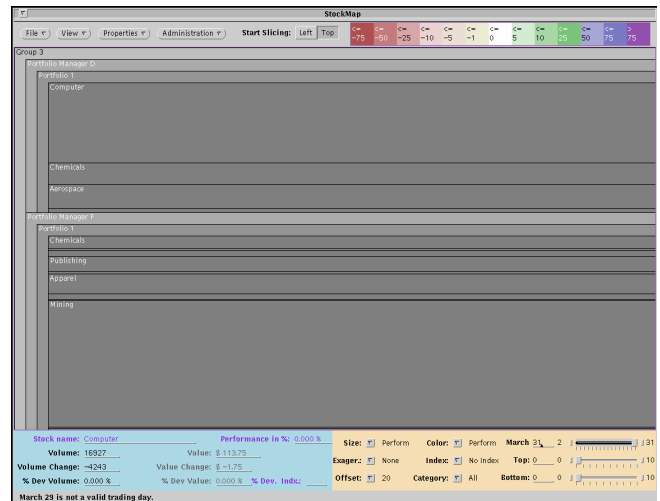 StockMap
File View Properties Administration Start Slicing: Left Top
<= <= <= <= <= <= <= <= <= <= <= <= >
-75 -50 -25 -10 -5 -1 0 5 10 25 50 75 75
Group 3
Portfolio Manager D
Portfolio 1
Computer
Chemicals
Aerospace
Portfolio Manager F
Portfolio 1
Chemicals
Publishing
Apparel
Mining
Stock name: Computer Performance in %: 0.000 %
Volume: 16927 Value: $ 113.75
Volume Change: -4243 Value Change: $ -1.75
% Dev Volume: 0.000 % % Dev Value: 0.000 % % Dev. Indx.:
Size: Perform Color: Perform March 31 2 31
Exager.: None Index: No Index Top: 0 0 10
Offset: 20 Category: All Bottom: 0 0 10
March 29 is not a valid trading day.